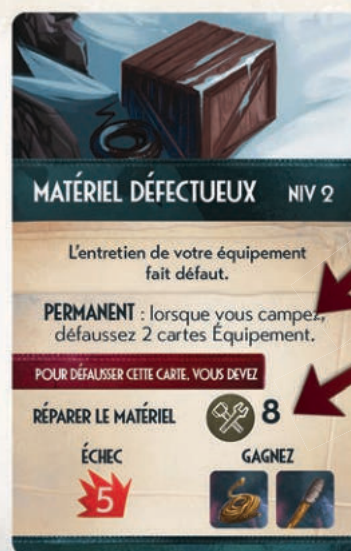 MATÉRIEL DÉFECTUEUX NIV 2
L'entretien de votre équipement
fait défaut.
PERMANENT : lorsque vous campez,
défaussez 2 cartes Équipement.
POUR DÉFAUSSER CETTE CARTE, VOUS DEVEZ
RÉPARER LE MATÉRIEL 8
ÉCHEC GAGNEZ
5